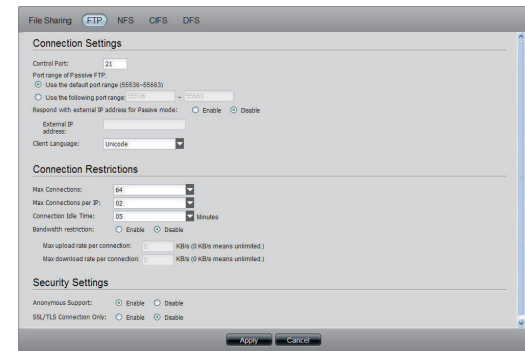 File Sharing FTP NFS CIFS DFS
Connection Settings
Control Port: 21
Port range of Passive FTP:
Use the default port range (55536~55663)
Use the following port range: 55536 ~ 55663
Respond with external IP address for Passive mode: Enable Disable
External IP
address:
Client Language: Unicode
Connection Restrictions
Max Connections: 64
Max Connections per IP: 02
Connection Idle Time: 05 Minutes
Bandwidth restriction: Enable Disable
Max upload rate per connection: 0 KB/s (0 KB/s means unlimited.)
Max download rate per connection: 0 KB/s (0 KB/s means unlimited.)
Security Settings
Anonymous Support: Enable Disable
SSL/TLS Connection Only: Enable Disable
Apply Cancel